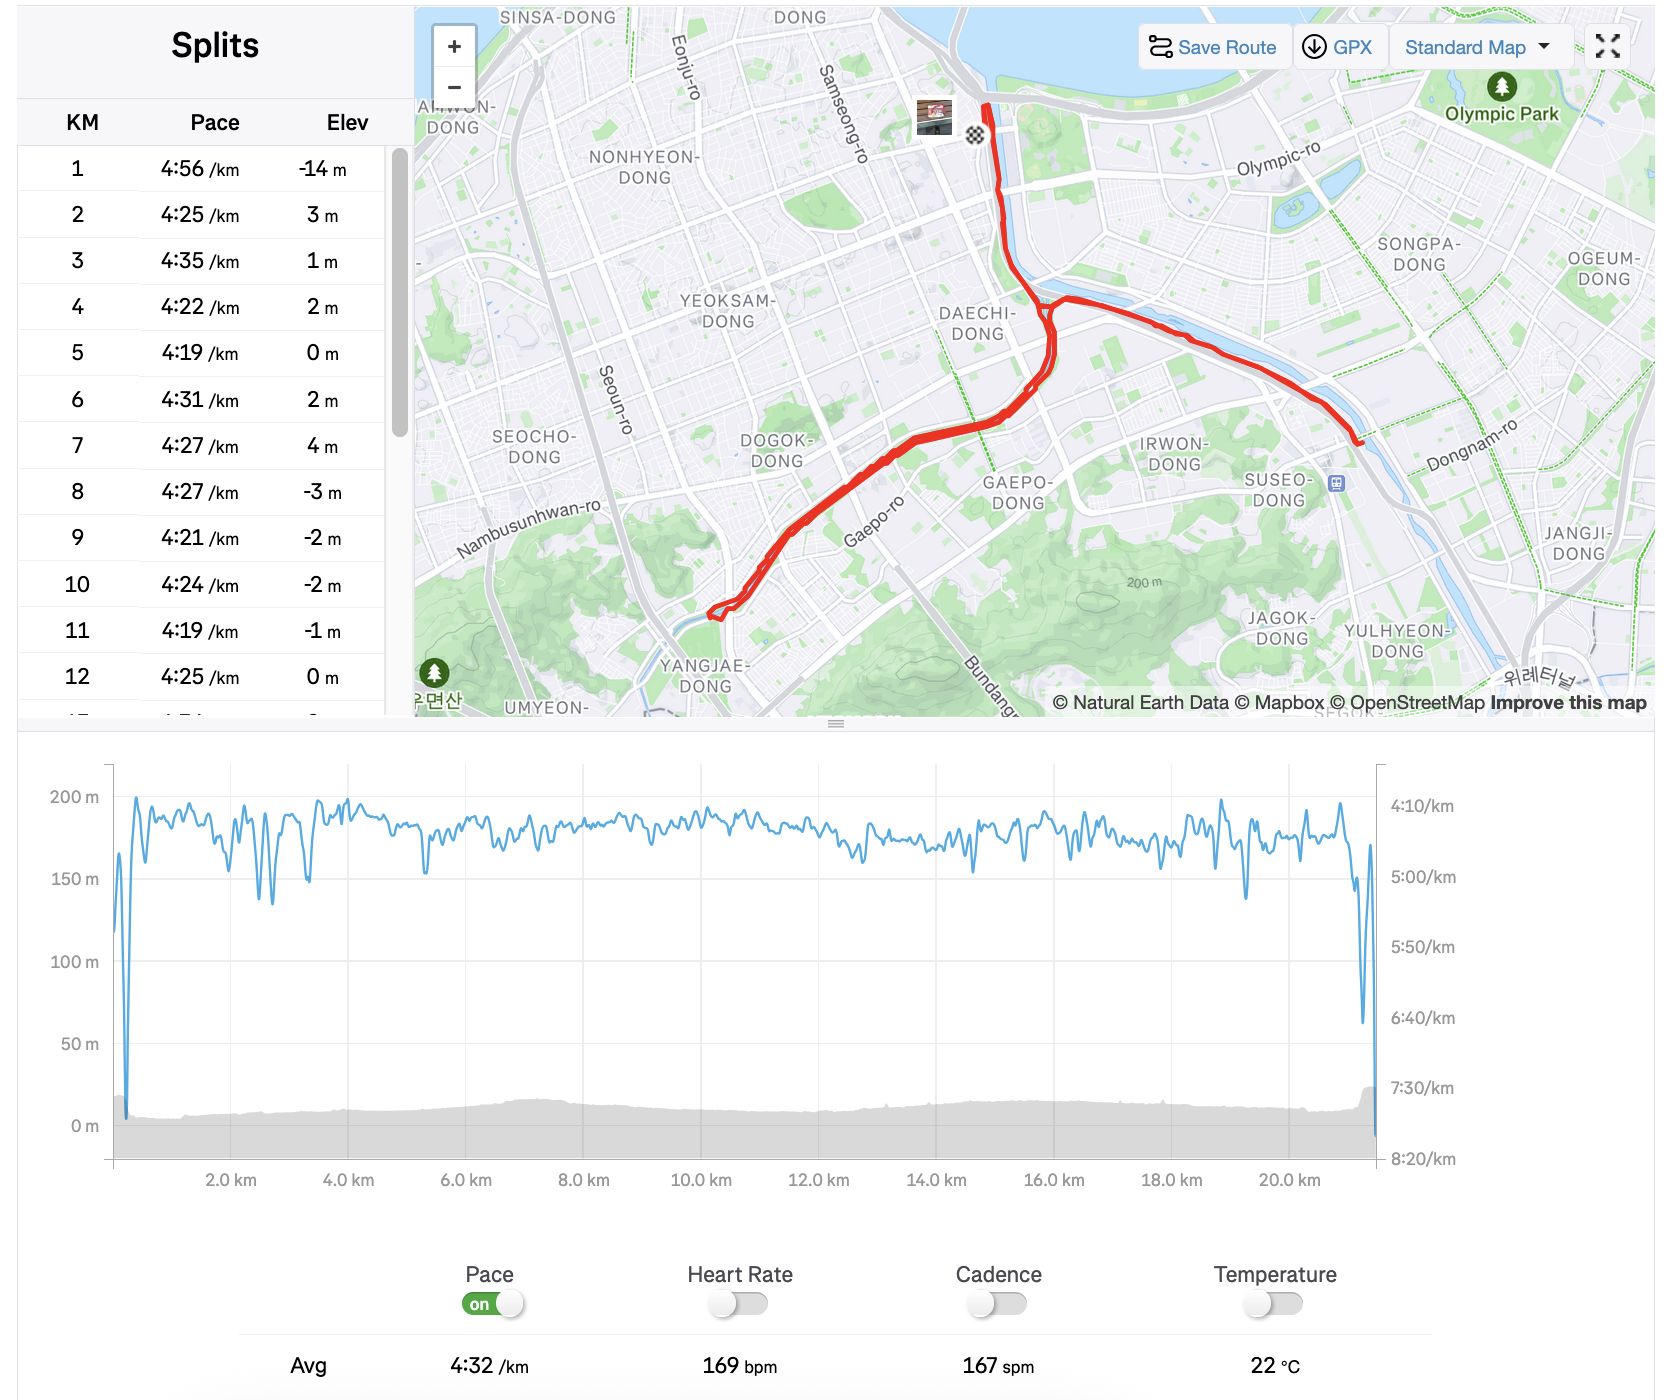 Splits
KM Pace Elev
1 4:56 /km -14 m
2 4:25 /km 3 m
3 4:35 /km 1 m
4 4:22 /km 2 m
5 4:19 /km 0 m
6 4:31 /km 2 m
7 4:27 /km 4 m
8 4:27 /km -3 m
9 4:21 /km -2 m
10 4:24 /km -2 m
11 4:19 /km -1 m
12 4:25 /km 0 m
+
−
Save Route
GPX
Standard Map
SINSA-DONG
DONG
Eonju-ro
Samseong-ro
DONG
NONHYEON-
DONG
Olympic Park
Olympic-ro
SONGPA-
DONG
OGEUM-
DONG
YEOKSAM-
DONG
DAECHI-
DONG
Seoun-ro
SEOCHO-
DONG
DOGOK-
DONG
IRWON-
DONG
Dongnam-ro
GAEPO-
DONG
SUSEO-
DONG
Nambusunhwan-ro
Gaepo-ro
JANGJI-
DONG
200 m
JAGOK-
DONG
YULHYEON-
DONG
YANGJAE-
DONG
UMYEON-
위례터널
© Natural Earth Data © Mapbox © OpenStreetMap Improve this map
200 m
150 m
100 m
50 m
0 m
4:10/km
5:00/km
5:50/km
6:40/km
7:30/km
8:20/km
2.0 km 4.0 km 6.0 km 8.0 km 10.0 km 12.0 km 14.0 km 16.0 km 18.0 km 20.0 km
Pace Heart Rate Cadence Temperature
on
Avg 4:32 /km 169 bpm 167 spm 22 °C